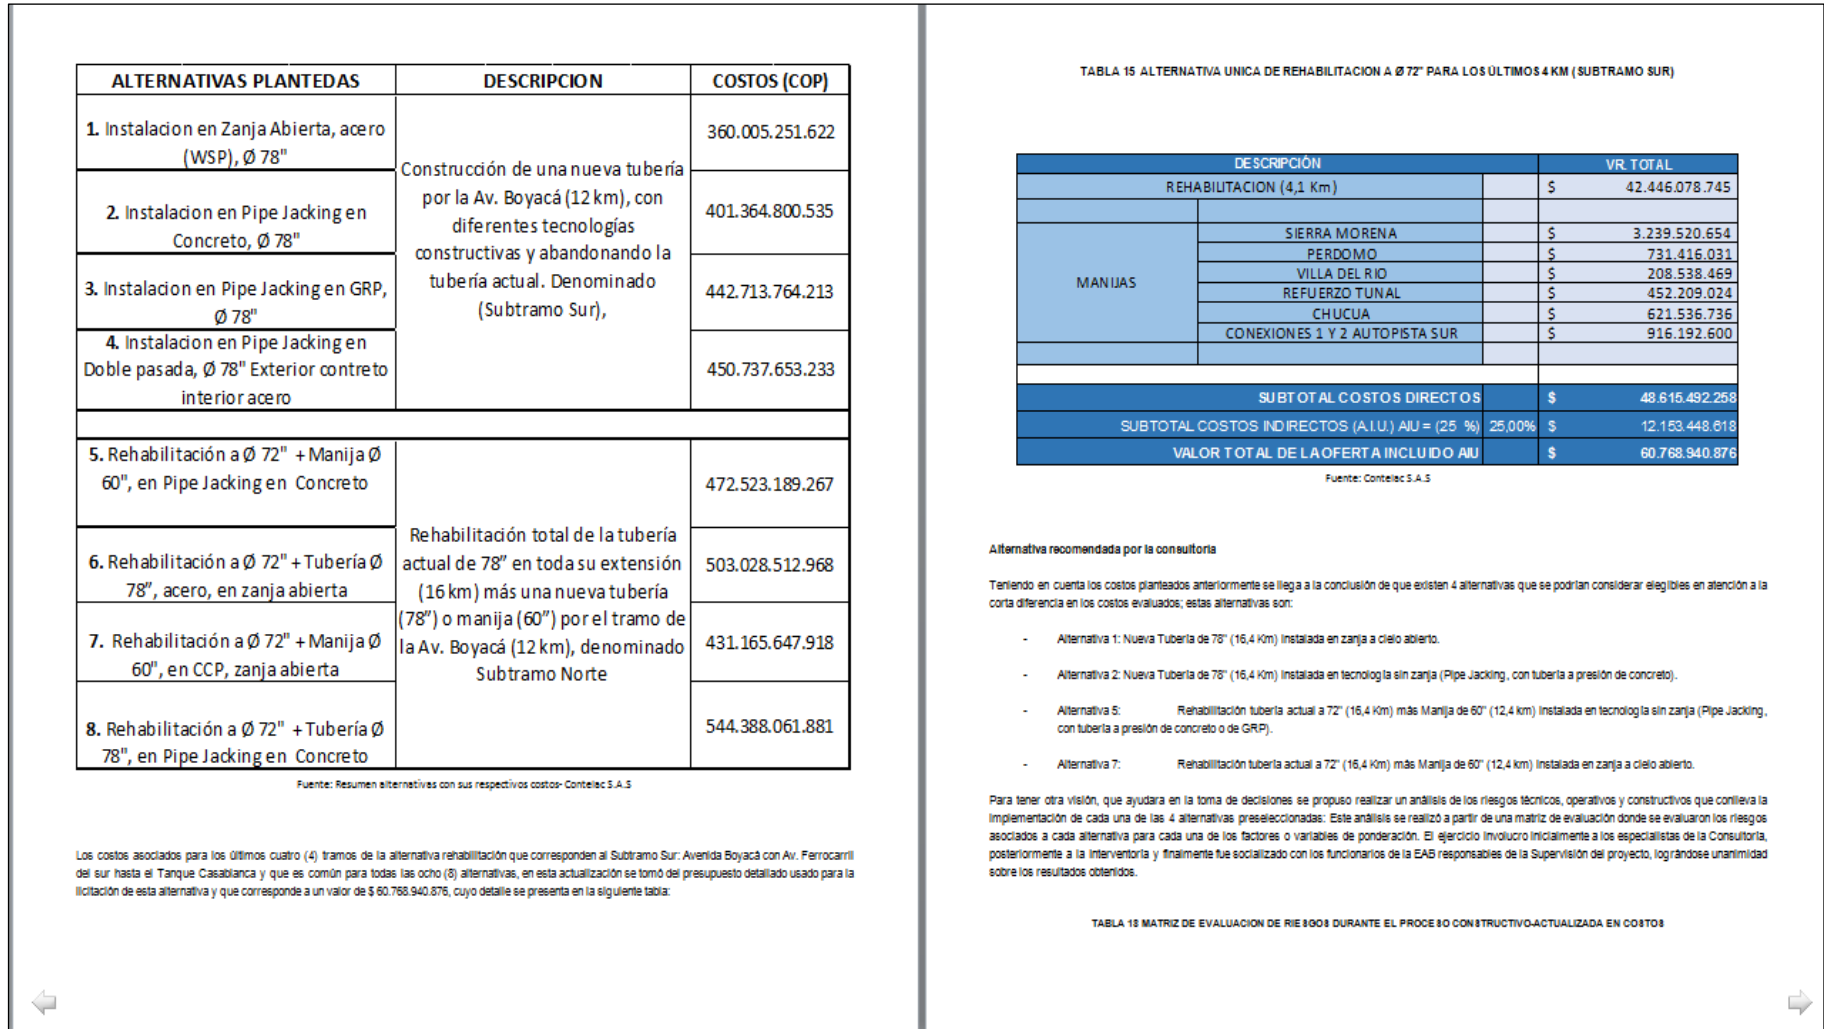 ALTERNATIVAS PLANTEDAS DESCRIPCION COSTOS (COP)
1. Instalacion en Zanja Abierta, acero
(WSP), Ø 78"
360.005.251.622
2. Instalacion en Pipe Jacking en
Concreto, Ø 78"
401.364.800.535
3. Instalacion en Pipe Jacking en GRP,
Ø 78"
442.713.764.213
4. Instalacion en Pipe Jacking en
Doble pasada, Ø 78" Exterior contreto
interior acero
450.737.653.233
Construcción de una nueva tubería
por la Av. Boyacá (12 km), con
diferentes tecnologías
constructivas y abandonando la
tubería actual. Denominado
(Subtramo Sur),
5. Rehabilitación a Ø 72" + Manija Ø
60", en Pipe Jacking en Concreto
472.523.189.267
6. Rehabilitación a Ø 72" + Tubería Ø
78", acero, en zanja abierta
503.028.512.968
7. Rehabilitación a Ø 72" + Manija Ø
60", en CCP, zanja abierta
431.165.647.918
8. Rehabilitación a Ø 72" + Tubería Ø
78", en Pipe Jacking en Concreto
544.388.061.881
Rehabilitación total de la tubería
actual de 78” en toda su extensión
(16 km) más una nueva tubería
(78”) o manija (60”) por el tramo de
la Av. Boyacá (12 km), denominado
Subtramo Norte
Fuente: Resumen alternativas con sus respectivos costos- Contelac S.A.S
Los costos asociados para los últimos cuatro (4) tramos de la alternativa rehabilitación que corresponden al Subtramo Sur: Avenida Boyacá con Av. Ferrocarril
del sur hasta el Tanque Casablanca y que es común para todas las ocho (8) alternativas, en esta actualización se tomó del presupuesto detallado usado para la
licitación de esta alternativa y que corresponde a un valor de $ 60.768.940.876, cuyo detalle se presenta en la siguiente tabla:
TABLA 15 ALTERNATIVA UNICA DE REHABILITACION A Ø 72" PARA LOS ÚLTIMOS 4 KM (SUBTRAMO SUR)
DESCRIPCIÓN VR. TOTAL
REHABILITACION (4,1 Km) $ 42.446.078.745
MANIJAS
SIERRA MORENA $ 3.239.520.654
PERDOMO $ 731.416.031
VILLA DEL RIO $ 208.538.469
REFUERZO TUNAL $ 452.209.024
CHUCUA $ 621.536.736
CONEXIONES 1 Y 2 AUTOPISTA SUR $ 916.192.600
SUBTOTAL COSTOS DIRECTOS $ 48.615.492.258
SUBTOTAL COSTOS INDIRECTOS (A.I.U.) AIU = (25 %) 25,00% $ 12.153.448.618
VALOR TOTAL DE LA OFERTA INCLUIDO AIU $ 60.768.940.876
Fuente: Contelac S.A.S
Alternativa recomendada por la consultoria
Teniendo en cuenta los costos planteados anteriormente se llega a la conclusión de que existen 4 alternativas que se podrían considerar elegibles en atención a la
corta diferencia en los costos evaluados; estas alternativas son:
- Alternativa 1: Nueva Tubería de 78" (16,4 Km) Instalada en zanja a cielo abierto.
- Alternativa 2: Nueva Tubería de 78" (16,4 Km) Instalada en tecnología sin zanja (Pipe Jacking, con tubería a presión de concreto).
- Alternativa 5: Rehabilitación tubería actual a 72" (16,4 Km) más Manija de 60" (12,4 km) Instalada en tecnología sin zanja (Pipe Jacking,
con tubería a presión de concreto o de GRP).
- Alternativa 7: Rehabilitación tubería actual a 72" (16,4 Km) más Manija de 60" (12,4 km) Instalada en zanja a cielo abierto.
Para tener otra visión, que ayudara en la toma de decisiones se propuso realizar un análisis de los riesgos técnicos, operativos y constructivos que conlleva la
Implementación de cada una de las 4 alternativas preseleccionadas: Este análisis se realizó a partir de una matriz de evaluación donde se evaluaron los riesgos
asociados a cada alternativa para cada una de los factores o variables de ponderación. El ejercicio involucro inicialmente a los especialistas de la Consultoría,
posteriormente a la Interventoría y finalmente fue socializado con los funcionarios de la EAB responsables de la Supervisión del proyecto, lográndose unanimidad
sobre los resultados obtenidos.
TABLA 18 MATRIZ DE EVALUACION DE RIESGOS DURANTE EL PROCESO CONSTRUCTIVO-ACTUALIZADA EN COSTOS